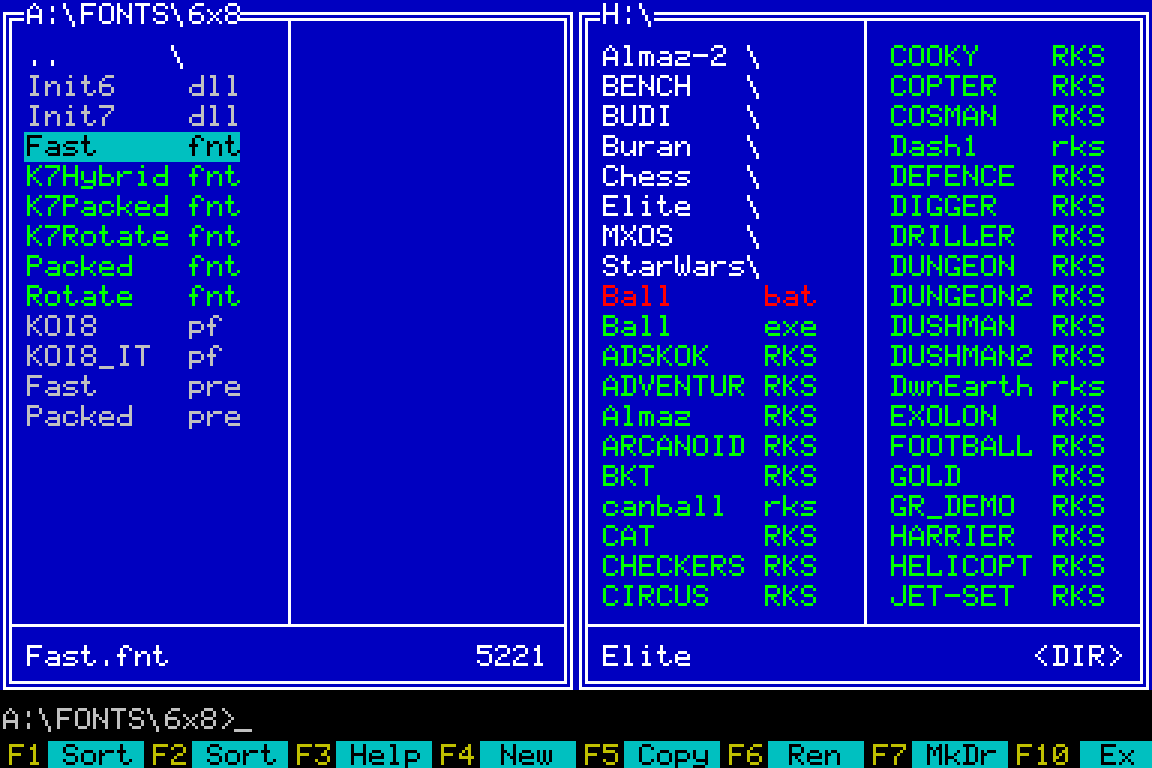 A:\FONTS\6x8
.. \
Init6 dll
Init7 dll
Fast fnt
K7Hybrid fnt
K7Packed fnt
K7Rotate fnt
Packed fnt
Rotate fnt
KOI8 pf
KOI8_IT pf
Fast pre
Packed pre
Fast.fnt 5221
H:\
Almaz-2 \
BENCH \
BUDI \
Buran \
Chess \
Elite \
MXOS \
StarWars\
Ball bat
Ball exe
ADSKOK RKS
ADVENTUR RKS
Almaz RKS
ARCANOID RKS
BKT RKS
canball rks
CAT RKS
CHECKERS RKS
CIRCUS RKS
COOKY RKS
COPTER RKS
COSMAN RKS
Dash1 rks
DEFENCE RKS
DIGGER RKS
DRILLER RKS
DUNGEON RKS
DUNGEON2 RKS
DUSHMAN RKS
DUSHMAN2 RKS
DwnEarth rks
EXOLON RKS
FOOTBALL RKS
GOLD RKS
GR_DEMO RKS
HARRIER RKS
HELICOPT RKS
JET-SET RKS
Elite <DIR>
A:\FONTS\6x8>_
F1 Sort F2 Sort F3 Help F4 New F5 Copy F6 Ren F7 MkDr F10 Ex